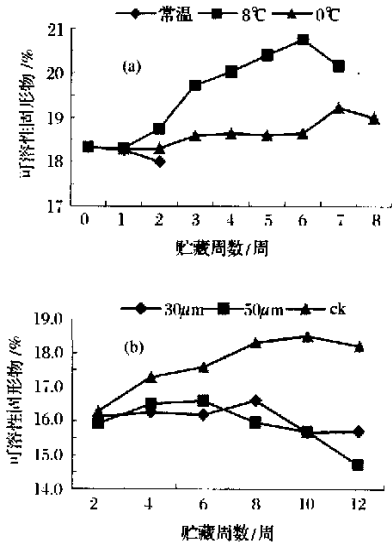 常温 8℃ 0℃
21
20
19
18
17
(a)
可溶性固形物/%
0 1 2 3 4 5 6 7 8
贮藏周数/周
30μm 50μm ck
19.0
18.0
17.0
16.0
15.0
14.0
(b)
可溶性固形物/%
2 4 6 8 10 12
贮藏周数/周